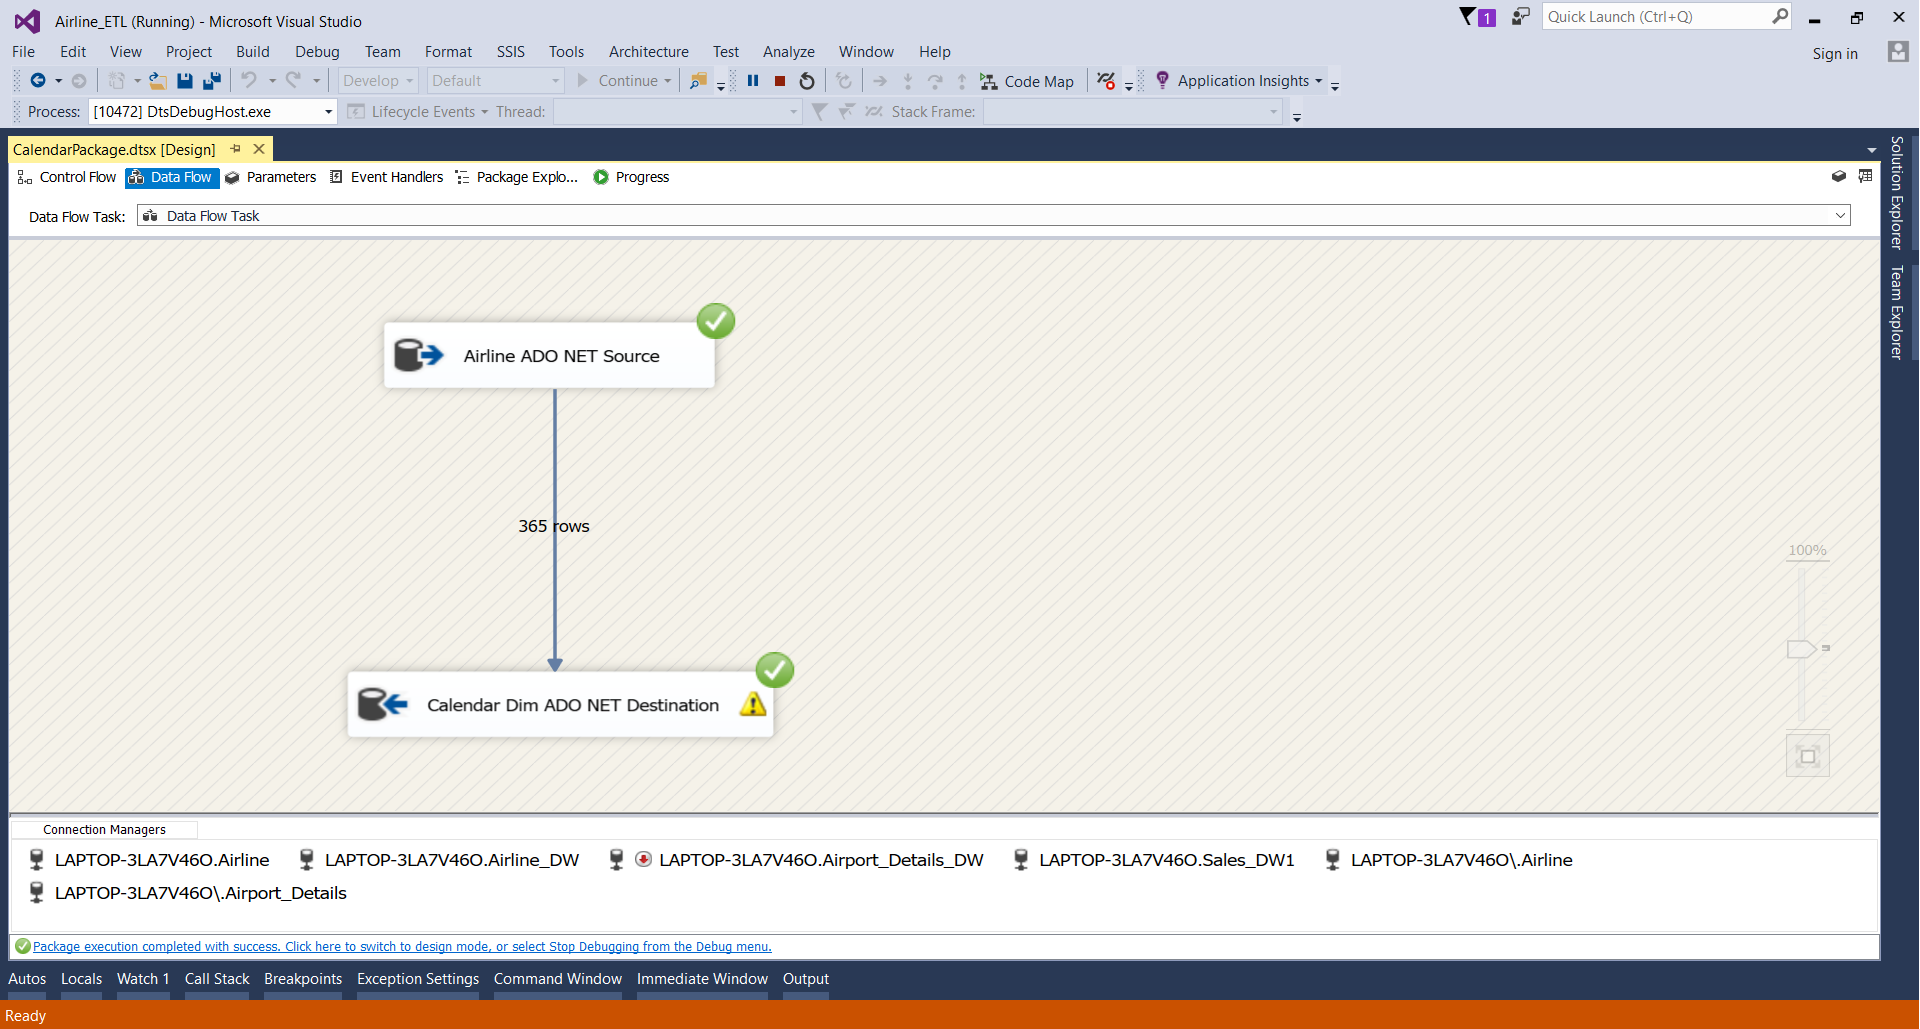 Airline_ETL (Running) - Microsoft Visual Studio
1
Quick Launch (Ctrl+Q)
File Edit View Project Build Debug Team Format SSIS Tools Architecture Test Analyze Window Help
Sign in
Develop Default Continue Code Map Application Insights
Process: [10472] DtsDebugHost.exe Lifecycle Events Thread: Stack Frame:
CalendarPackage.dtsx [Design]
Control Flow Data Flow Parameters Event Handlers Package Explo... Progress
Data Flow Task: Data Flow Task
Solution Explorer
Team Explorer
Airline ADO NET Source
365 rows
100%
Calendar Dim ADO NET Destination
Connection Managers
LAPTOP-3LA7V46O.Airline LAPTOP-3LA7V46O.Airline_DW LAPTOP-3LA7V46O.Airport_Details_DW LAPTOP-3LA7V46O.Sales_DW1 LAPTOP-3LA7V46O\.Airline
LAPTOP-3LA7V46O\.Airport_Details
Package execution completed with success. Click here to switch to design mode, or select Stop Debugging from the Debug menu.
Autos Locals Watch 1 Call Stack Breakpoints Exception Settings Command Window Immediate Window Output
Ready